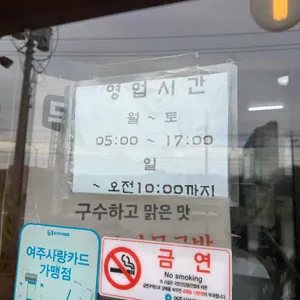 영업시간
월 ~ 토
05:00 ~ 17:00
일
~ 오전10:00까지
구수하고 맑은 맛
여주사랑카드
가맹점
금연
No smoking